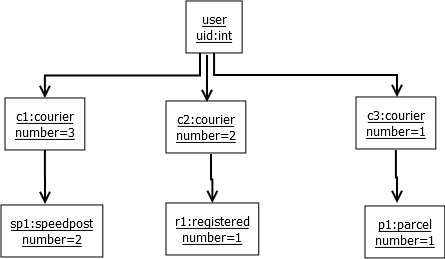 user
uid:int
c1:courier
number=3
c2:courier
number=2
c3:courier
number=1
sp1:speedpost
number=2
r1:registered
number=1
p1:parcel
number=1